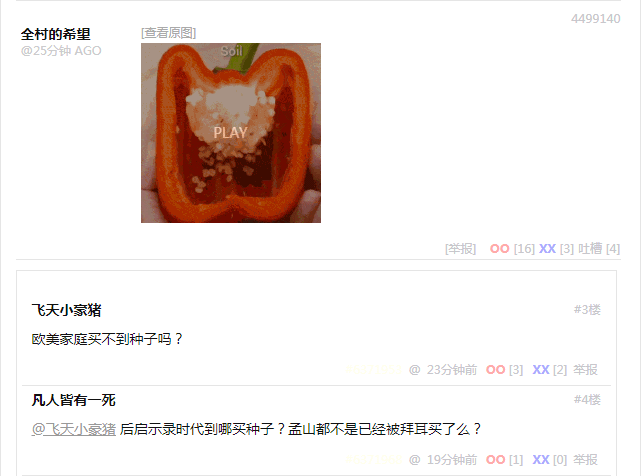 4499140
全村的希望
@25分钟 AGO
[查看原图]
Soil
PLAY
[举报] OO [16] XX [3] 吐槽 [4]
飞天小豪猪 #3楼
欧美家庭买不到种子吗？
@ 23分钟前 OO [3] XX [2] 举报
凡人皆有一死 #4楼
@飞天小豪猪 后启示录时代到哪买种子？孟山都不是已经被拜耳买了么？
@ 19分钟前 OO [1] XX [0] 举报